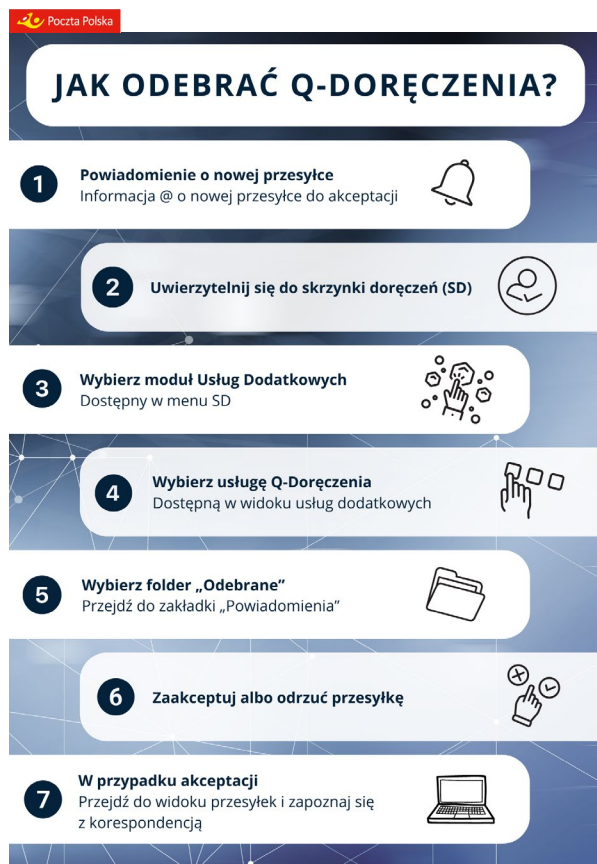 Poczta Polska
JAK ODEBRAĆ Q-DORĘCZENIA?
1
Powiadomienie o nowej przesyłce
Informacja @ o nowej przesyłce do akceptacji
2
Uwierzytelnij się do skrzynki doręczeń (SD)
3
Wybierz moduł Usług Dodatkowych
Dostępny w menu SD
4
Wybierz usługę Q-Doręczenia
Dostępną w widoku usług dodatkowych
5
Wybierz folder „Odebrane”
Przejdź do zakładki „Powiadomienia”
6
Zaakceptuj albo odrzuć przesyłkę
7
W przypadku akceptacji
Przejdź do widoku przesyłek i zapoznaj się
z korespondencją